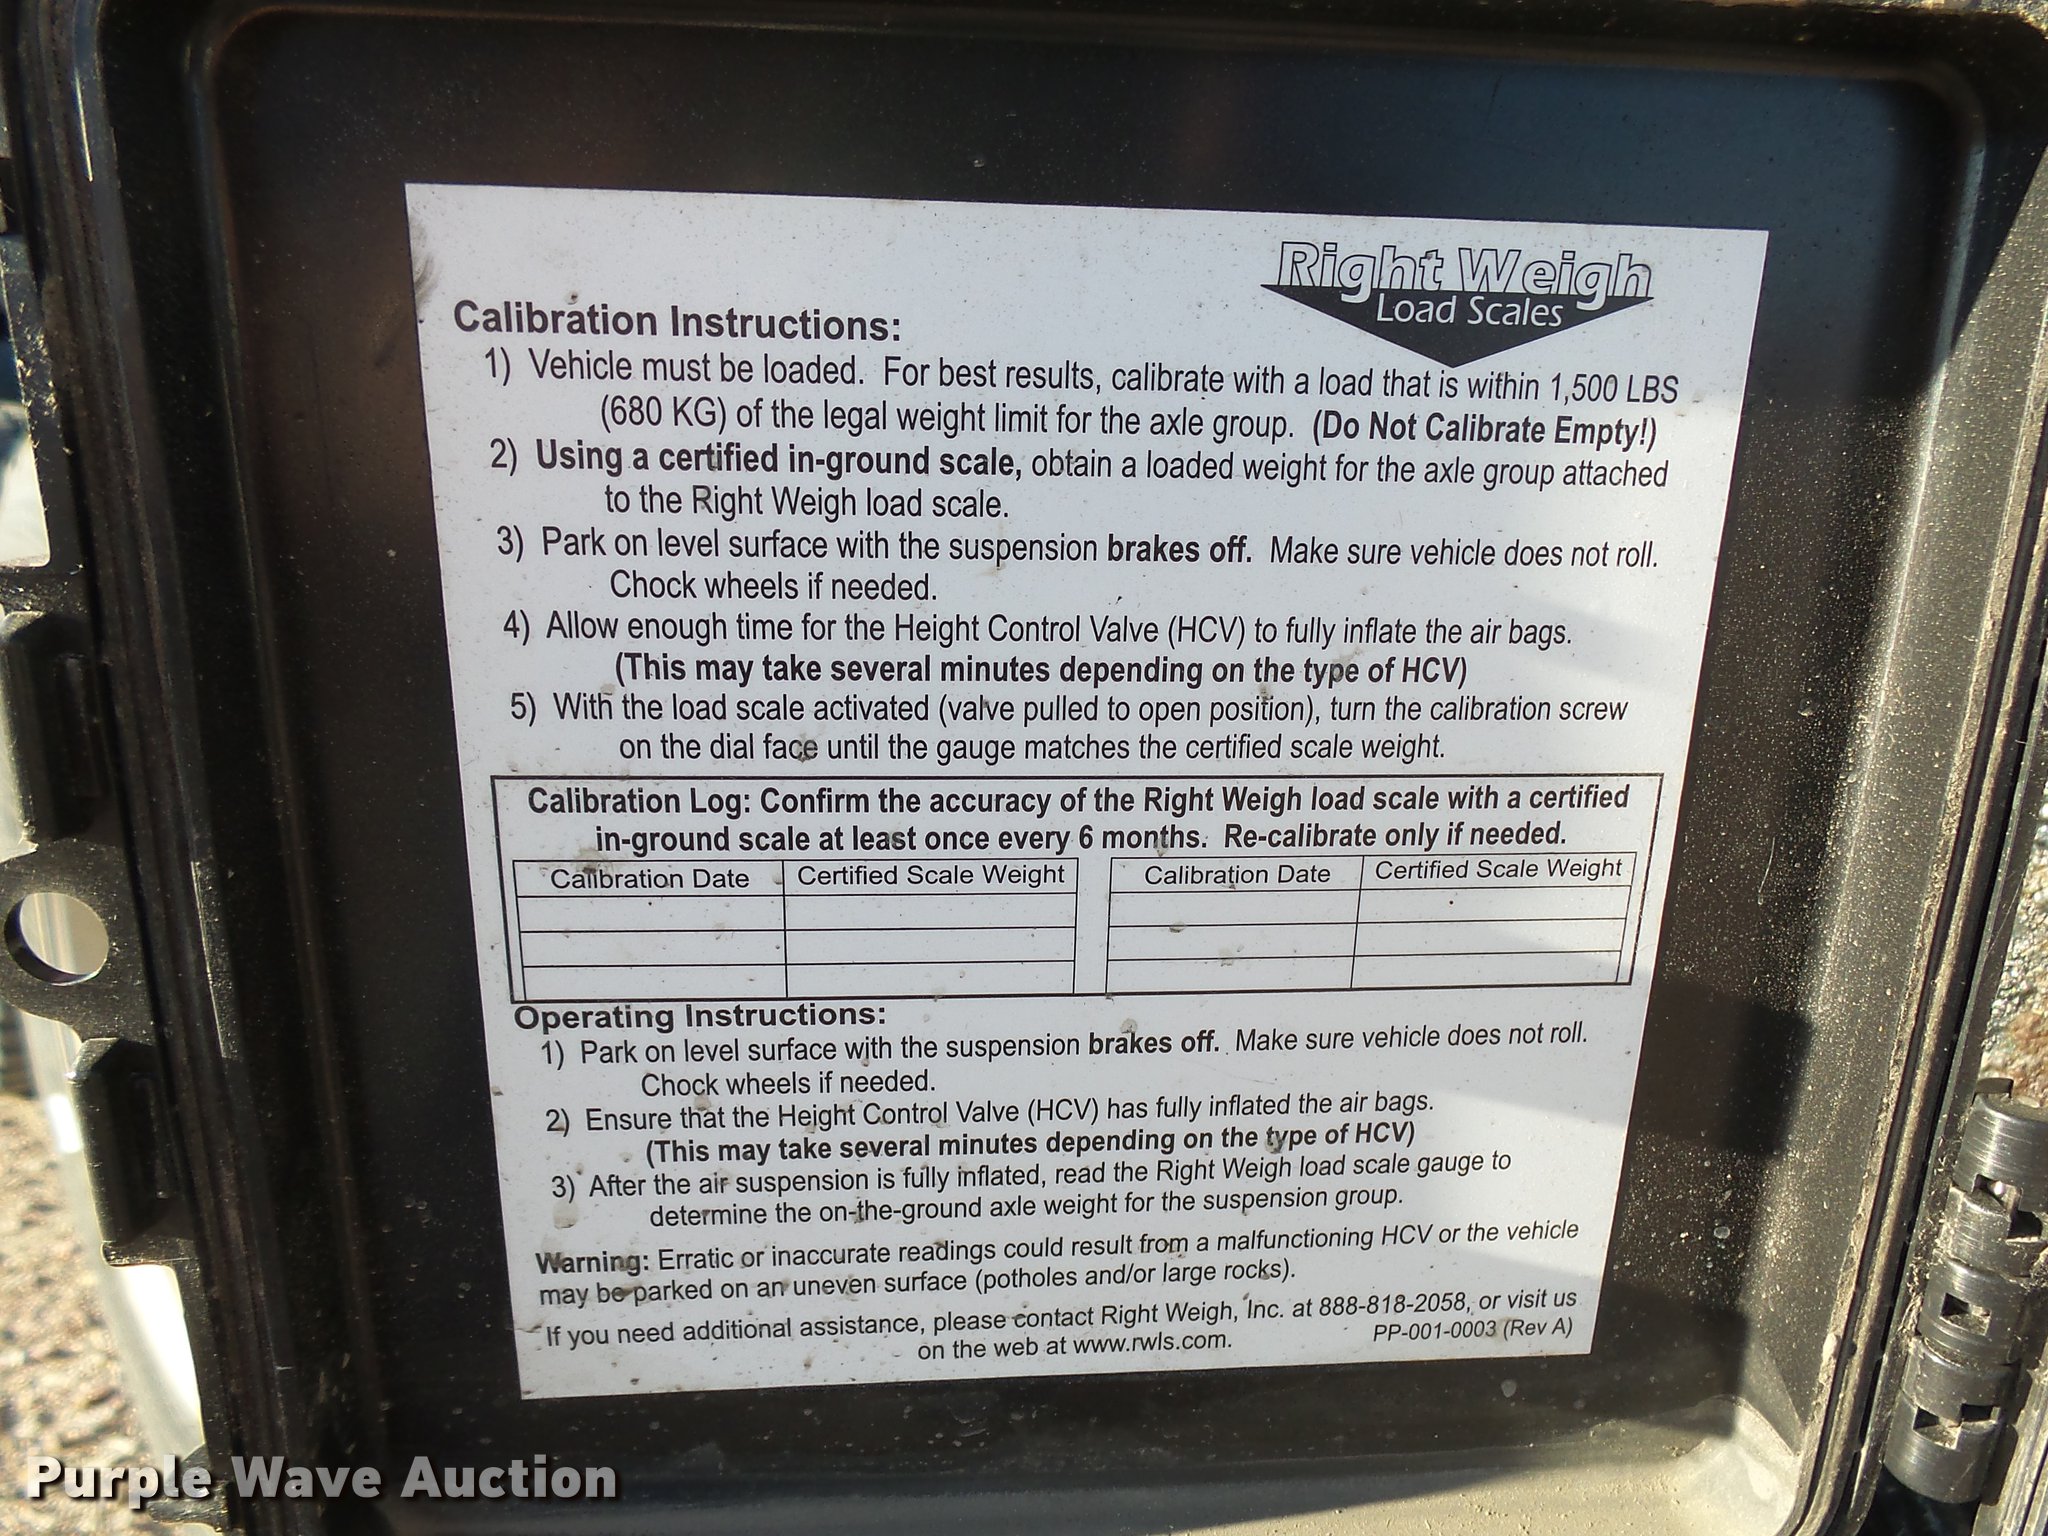 Right Weigh
Load Scales
Calibration Instructions:
1) Vehicle must be loaded. For best results, calibrate with a load that is within 1,500 LBS
(680 KG) of the legal weight limit for the axle group. (Do Not Calibrate Empty!)
2) Using a certified in-ground scale, obtain a loaded weight for the axle group attached
to the Right Weigh load scale.
3) Park on level surface with the suspension brakes off. Make sure vehicle does not roll.
Chock wheels if needed.
4) Allow enough time for the Height Control Valve (HCV) to fully inflate the air bags.
(This may take several minutes depending on the type of HCV)
5) With the load scale activated (valve pulled to open position), turn the calibration screw
on the dial face until the gauge matches the certified scale weight.
Calibration Log: Confirm the accuracy of the Right Weigh load scale with a certified
in-ground scale at least once every 6 months. Re-calibrate only if needed.
Calibration Date Certified Scale Weight Calibration Date Certified Scale Weight
Operating Instructions:
1) Park on level surface with the suspension brakes off. Make sure vehicle does not roll.
Chock wheels if needed.
2) Ensure that the Height Control Valve (HCV) has fully inflated the air bags.
(This may take several minutes depending on the type of HCV)
3) After the air suspension is fully inflated, read the Right Weigh load scale gauge to
determine the on-the-ground axle weight for the suspension group.
Warning: Erratic or inaccurate readings could result from a malfunctioning HCV or the vehicle
may be parked on an uneven surface (potholes and/or large rocks).
If you need additional assistance, please contact Right Weigh, Inc. at 888-818-2058, or visit us
on the web at www.rwls.com.
PP-001-0003 (Rev A)
Purple Wave Auction